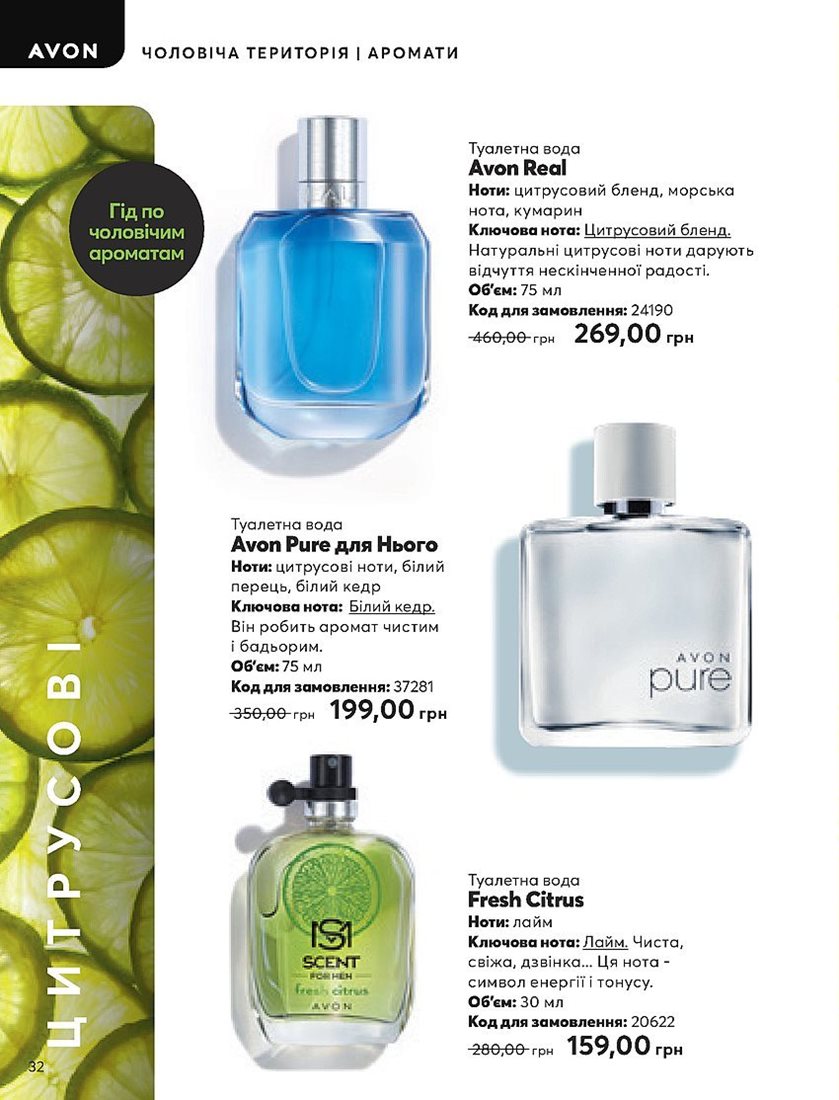 AVON
ЧОЛОВІЧА ТЕРИТОРІЯ | АРОМАТИ
Гід по
чоловічим
ароматам
Туалетна вода
Avon Real
Ноти: цитрусовий бленд, морська
нота, кумарин
Ключова нота: Цитрусовий бленд.
Натуральні цитрусові ноти дарують
відчуття нескінченної радості.
Об'єм: 75 мл
Код для замовлення: 24190
460,00 грн 269,00 грн
Туалетна вода
Avon Pure для Нього
Ноти: цитрусові ноти, білий
перець, білий кедр
Ключова нота: Білий кедр.
Він робить аромат чистим
і бадьорим.
Об'єм: 75 мл
Код для замовлення: 37281
350,00 грн 199,00 грн
AVON
pure
ЦИТРУСОВІ
SCENT
FOR MEN
fresh citrus
AVON
Туалетна вода
Fresh Citrus
Ноти: лайм
Ключова нота: Лайм. Чиста,
свіжа, дзвінка... Ця нота -
символ енергії і тонусу.
Об'єм: 30 мл
Код для замовлення: 20622
280,00 грн 159,00 грн
32